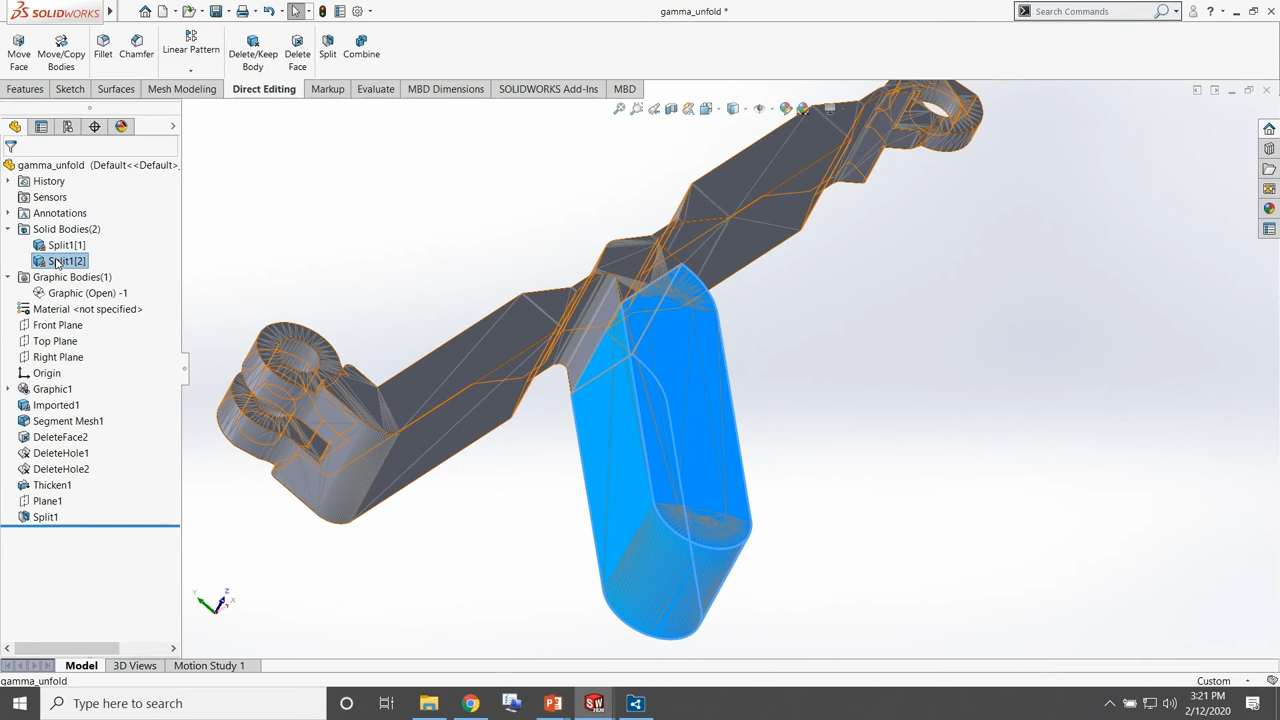 SOLIDWORKS
gamma_unfold *
Search Commands
Move Face
Move/Copy Bodies
Fillet
Chamfer
Linear Pattern
Delete/Keep Body
Delete Face
Split
Combine
Features
Sketch
Surfaces
Mesh Modeling
Direct Editing
Markup
Evaluate
MBD Dimensions
SOLIDWORKS Add-Ins
MBD
gamma_unfold (Default<<Default>_
History
Sensors
Annotations
Solid Bodies(2)
Split1[1]
Split1[2]
Graphic Bodies(1)
Graphic (Open) -1
Material <not specified>
Front Plane
Top Plane
Right Plane
Origin
Graphic1
Imported1
Segment Mesh1
DeleteFace2
DeleteHole1
DeleteHole2
Thicken1
Plane1
Split1
Y
Z
X
Model
3D Views
Motion Study 1
gamma_unfold
Custom
Type here to search
SW
2020
3:21 PM
2/12/2020